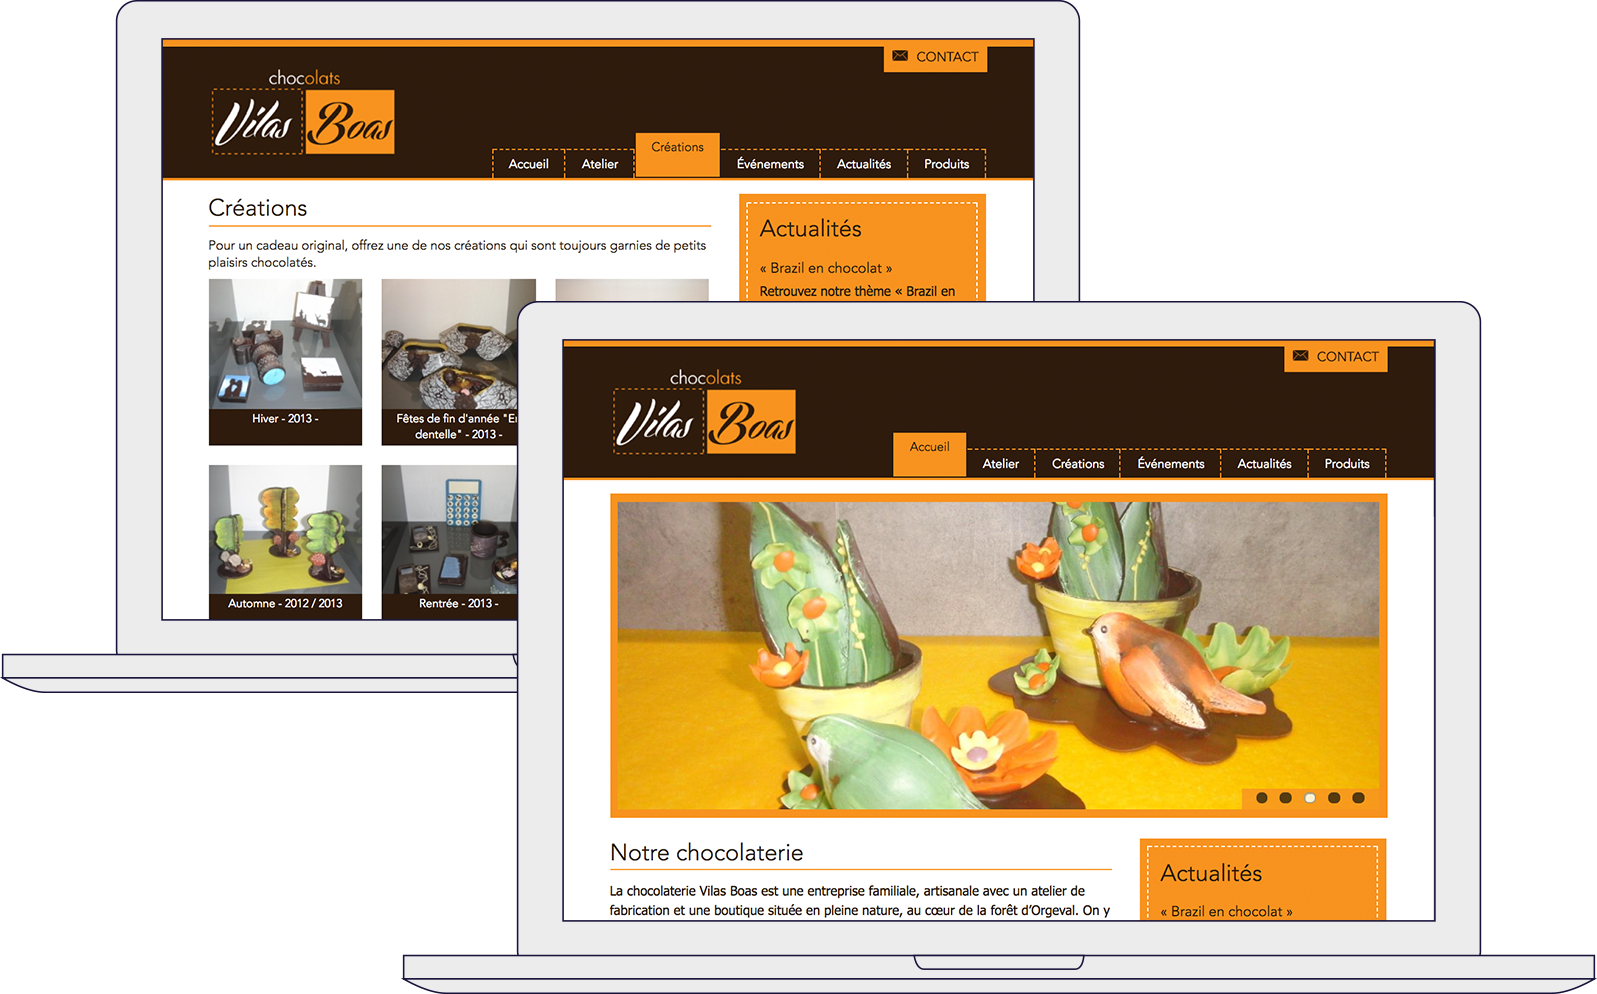 CONTACT
chocolats
Vilas Boas
Accueil
Atelier
Créations
Événements
Actualités
Produits
Créations
Pour un cadeau original, offrez une de nos créations qui sont toujours garnies de petits
plaisirs chocolatés.
Hiver - 2013 -
Fêtes de fin d'année "E
dentelle" - 2013 -
Automne - 2012 / 2013
Rentrée - 2013 -
Actualités
« Brazil en chocolat »
Retrouvez notre thème « Brazil en
CONTACT
chocolats
Vilas Boas
Accueil
Atelier
Créations
Événements
Actualités
Produits
Notre chocolaterie
La chocolaterie Vilas Boas est une entreprise familiale, artisanale avec un atelier de
fabrication et une boutique située en pleine nature, au cœur de la forêt d’Orgeval. On y
Actualités
« Brazil en chocolat »